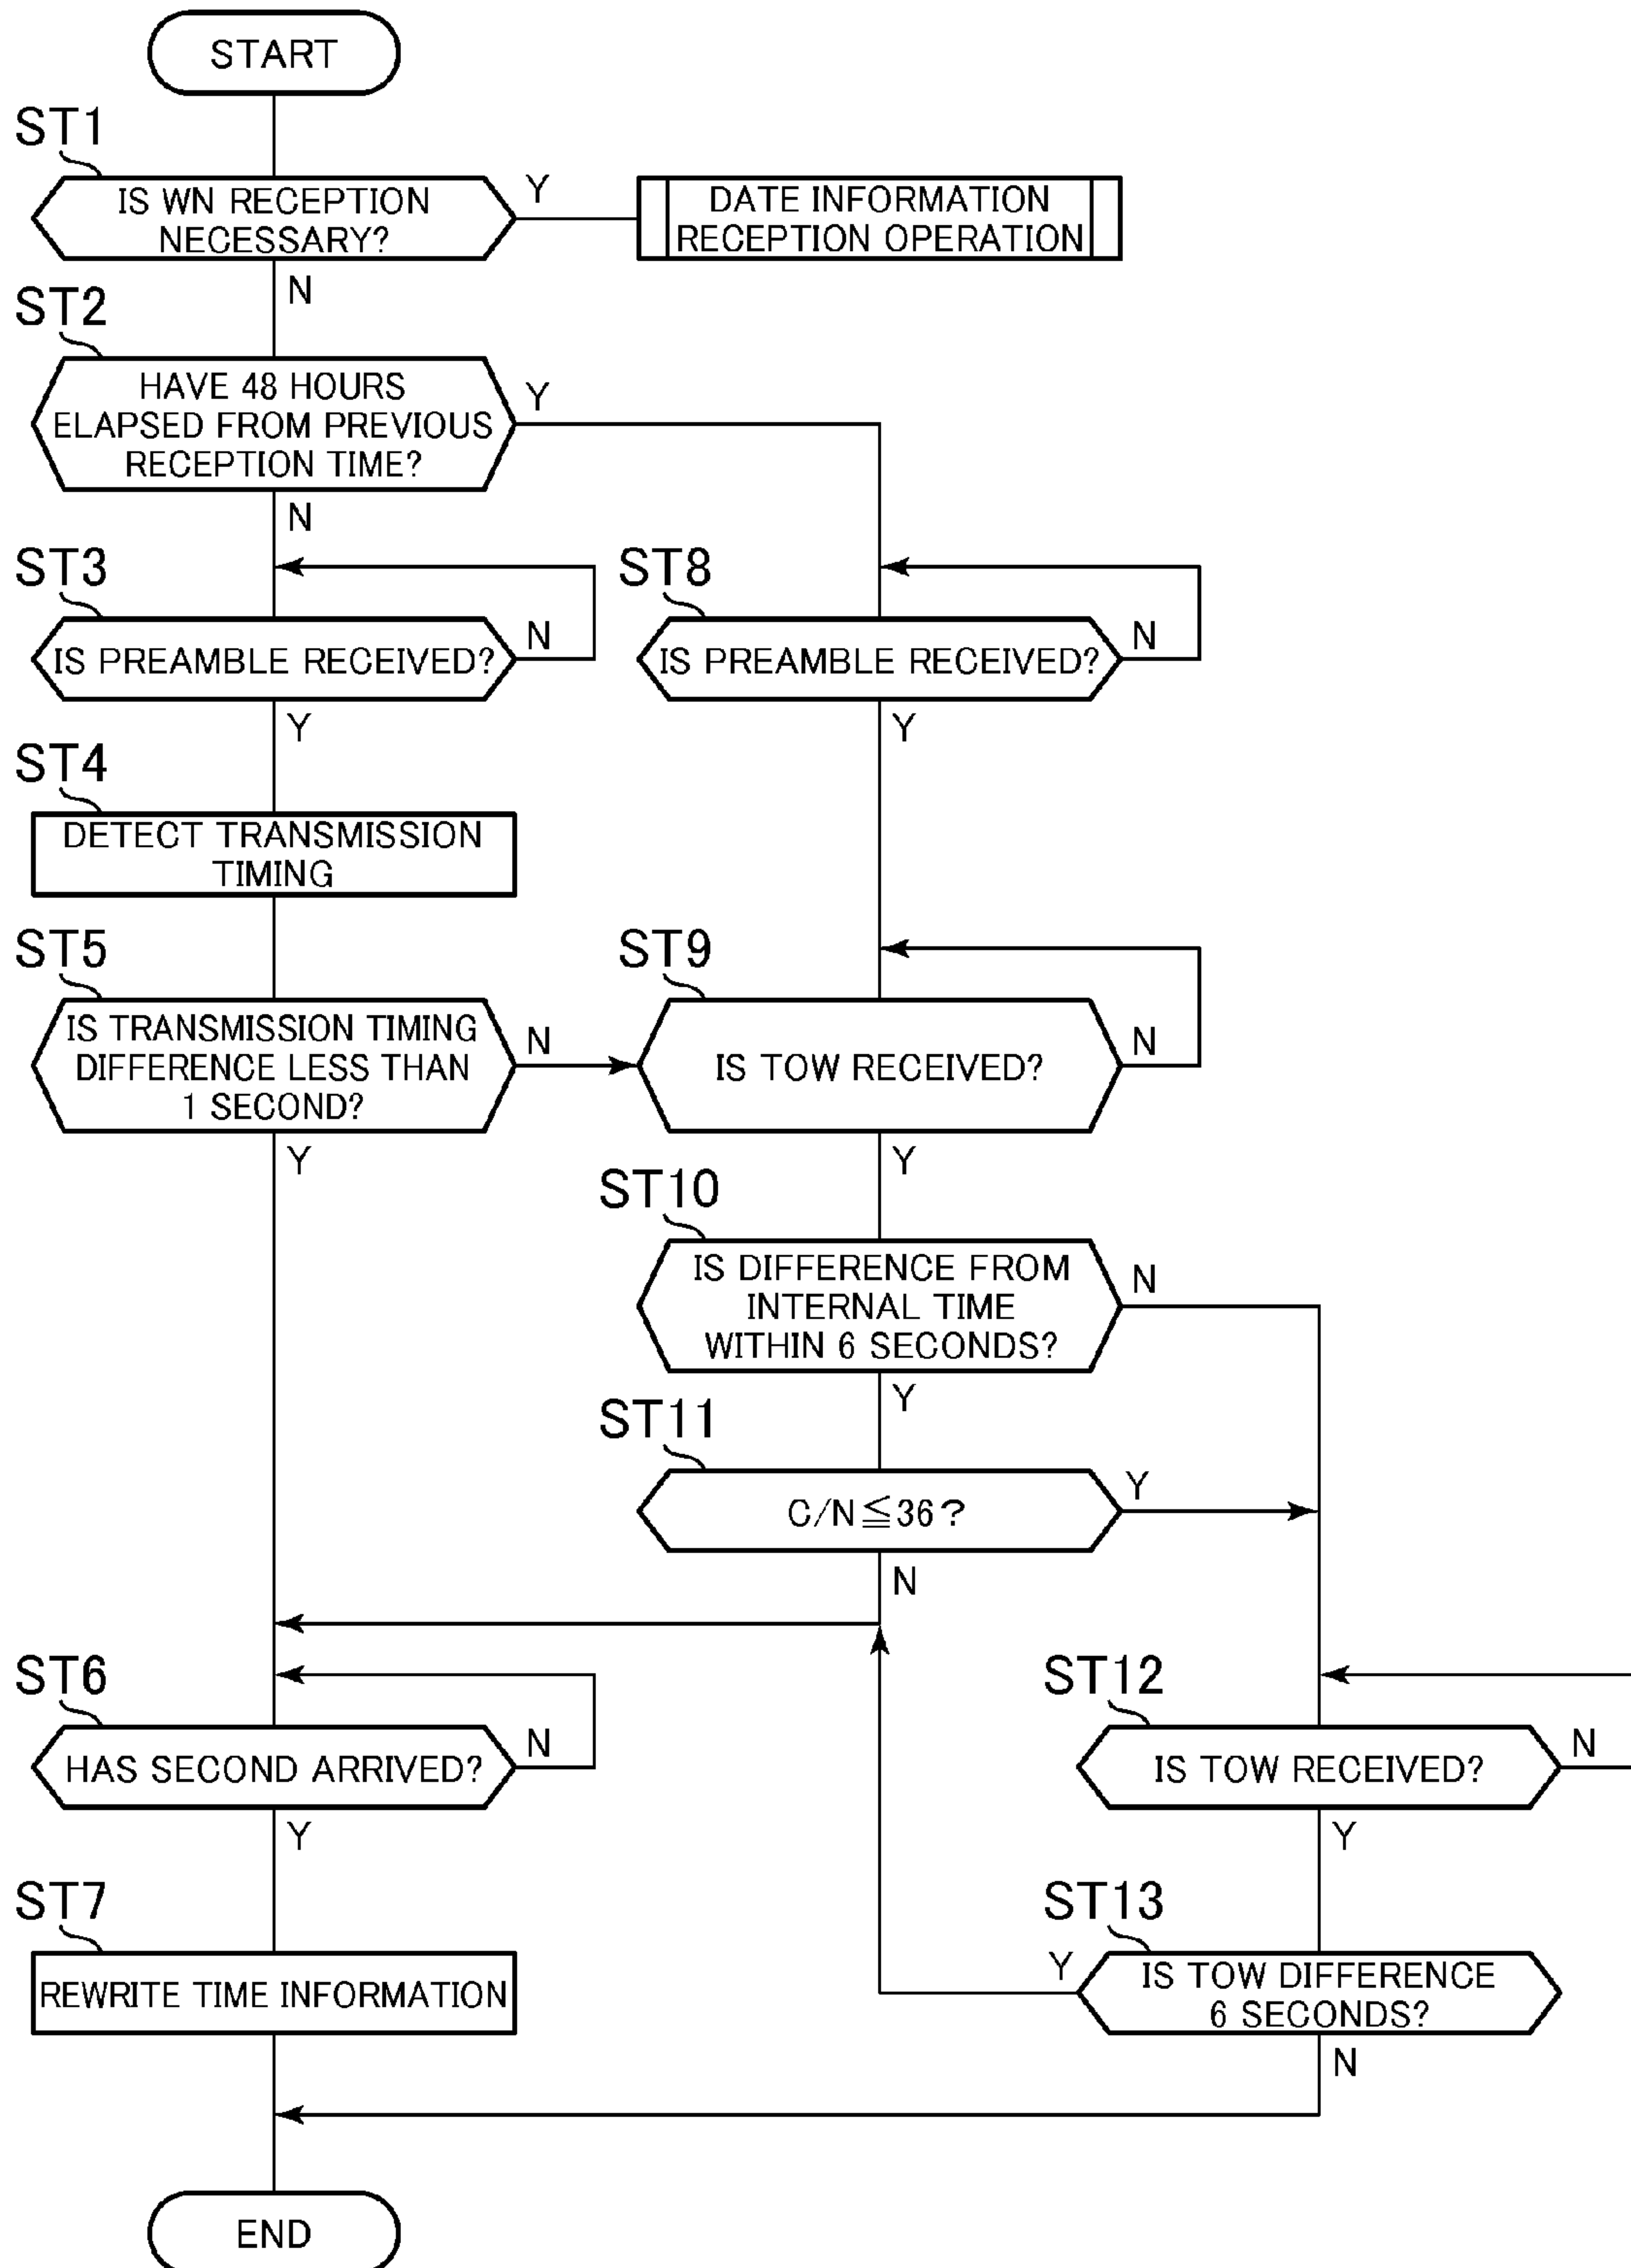 START
ST1
IS WN RECEPTION
NECESSARY?
Y
DATE INFORMATION
RECEPTION OPERATION
N
ST2
HAVE 48 HOURS
ELAPSED FROM PREVIOUS
RECEPTION TIME?
Y
N
ST3
IS PREAMBLE RECEIVED?
N
ST8
IS PREAMBLE RECEIVED?
N
Y
Y
ST4
DETECT TRANSMISSION
TIMING
ST5
IS TRANSMISSION TIMING
DIFFERENCE LESS THAN
1 SECOND?
N
ST9
IS TOW RECEIVED?
N
Y
Y
ST10
IS DIFFERENCE FROM
INTERNAL TIME
WITHIN 6 SECONDS?
N
Y
ST11
C/N≦36?
Y
N
ST6
HAS SECOND ARRIVED?
N
ST12
IS TOW RECEIVED?
N
Y
Y
ST7
REWRITE TIME INFORMATION
ST13
Y
IS TOW DIFFERENCE
6 SECONDS?
N
END